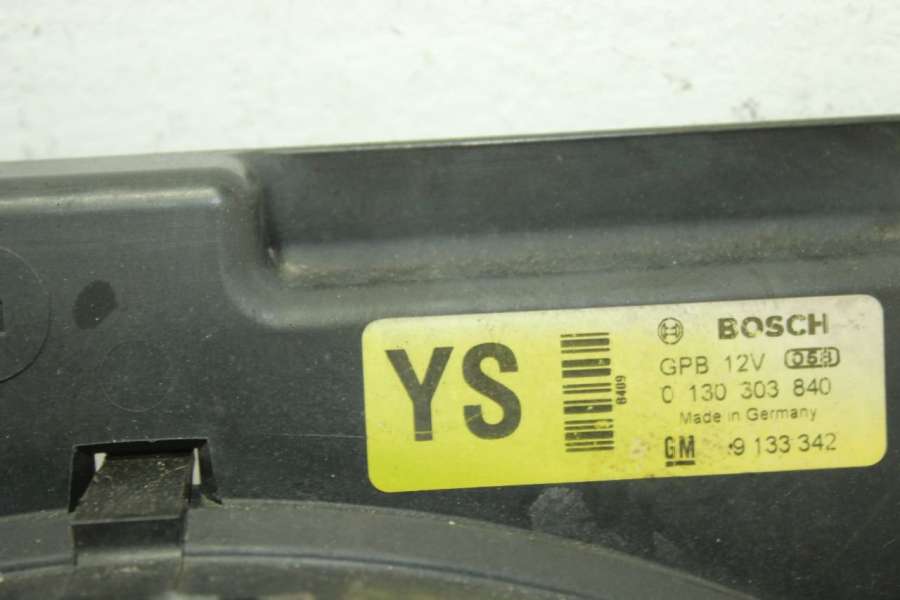 YS
8409
BOSCH
GPB 12V 058
0 130 303 840
Made in Germany
GM 9 133 342